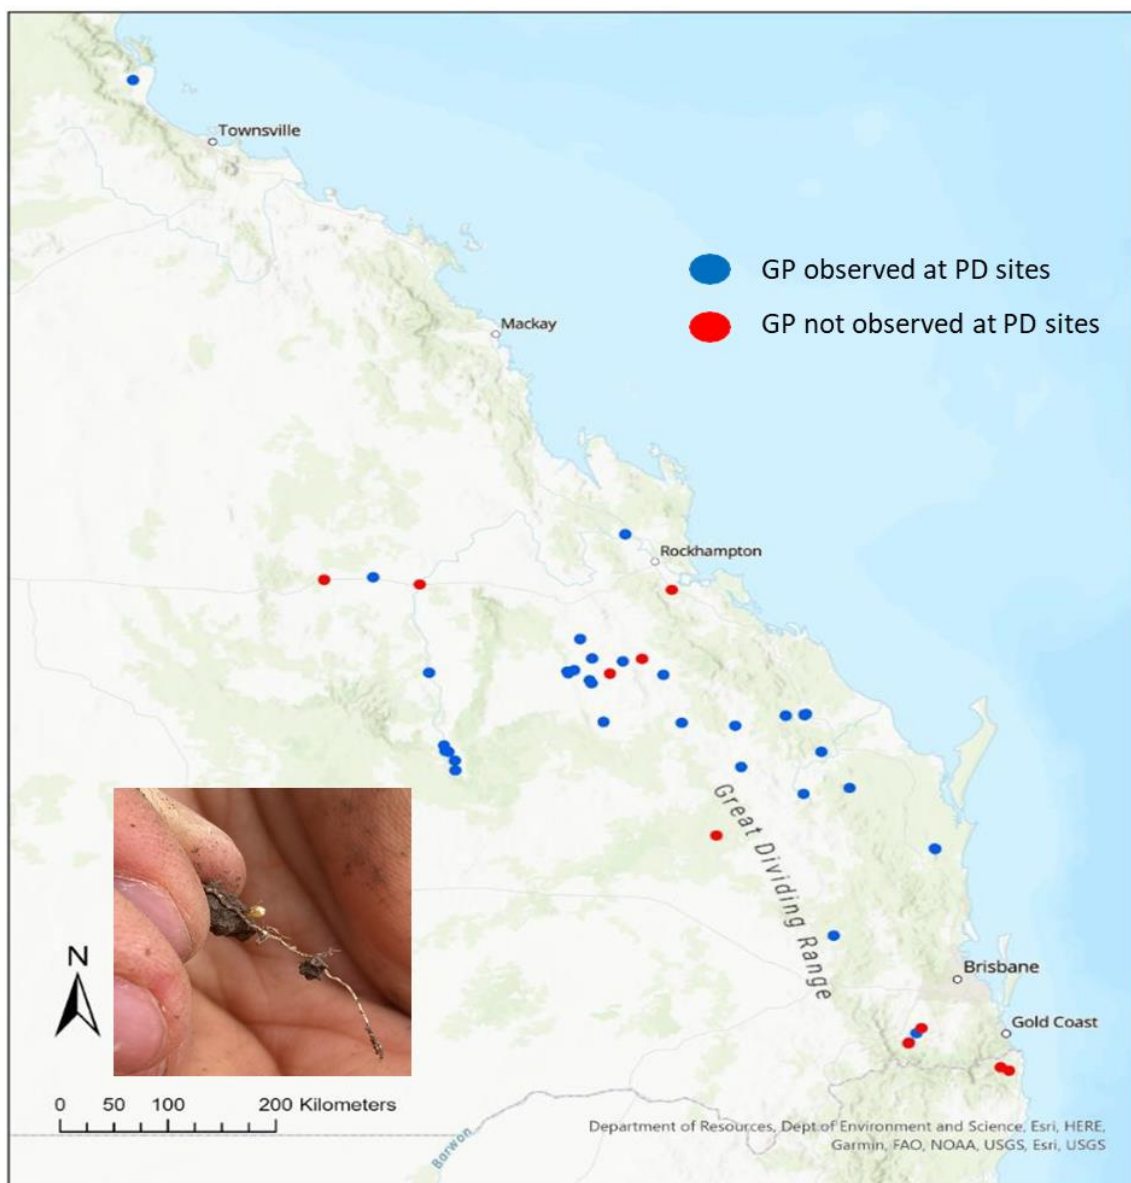 Townsville
GP observed at PD sites
Mackay
GP not observed at PD sites
Rockhampton
Great Dividing Range
N
Brisbane
Gold Coast
0 50 100 200 Kilometers
Department of Resources, Dept of Environment and Science, Esri, HERE,
Garmin, FAO, NOAA, USGS, Esri, USGS
Barwon